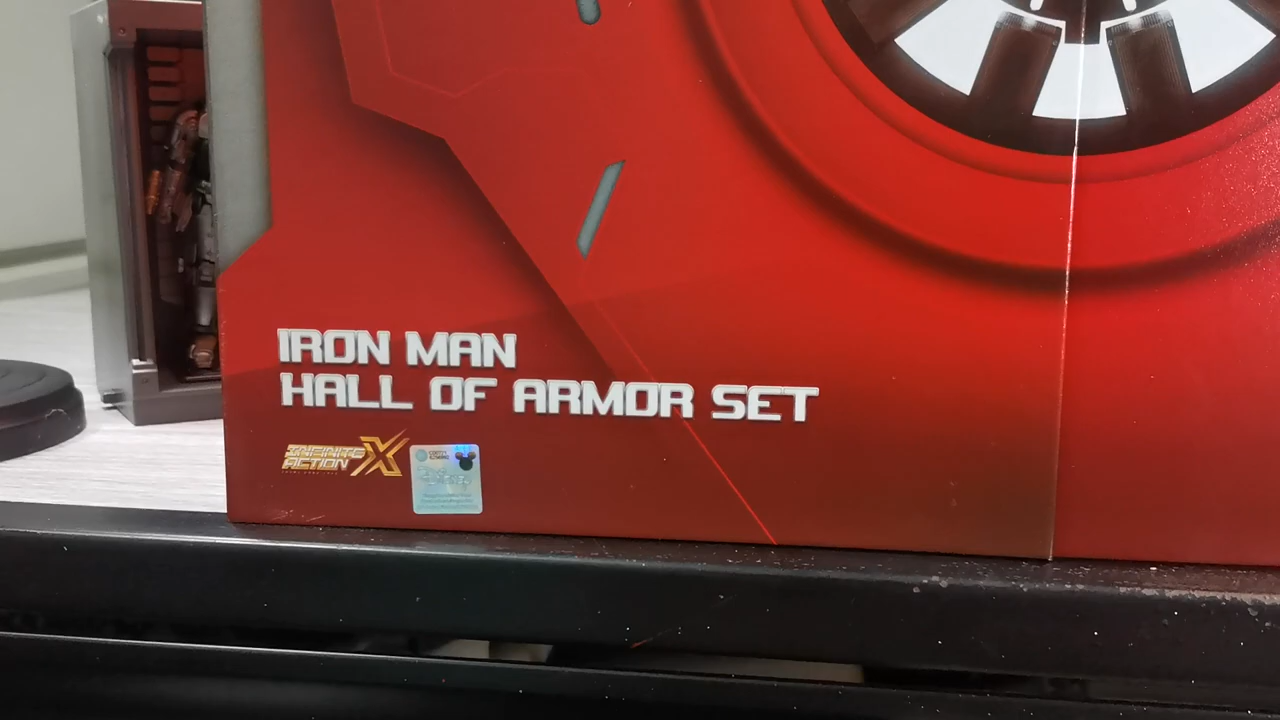 IRON MAN
HALL OF ARMOR SET
INFINITE
ACTION X